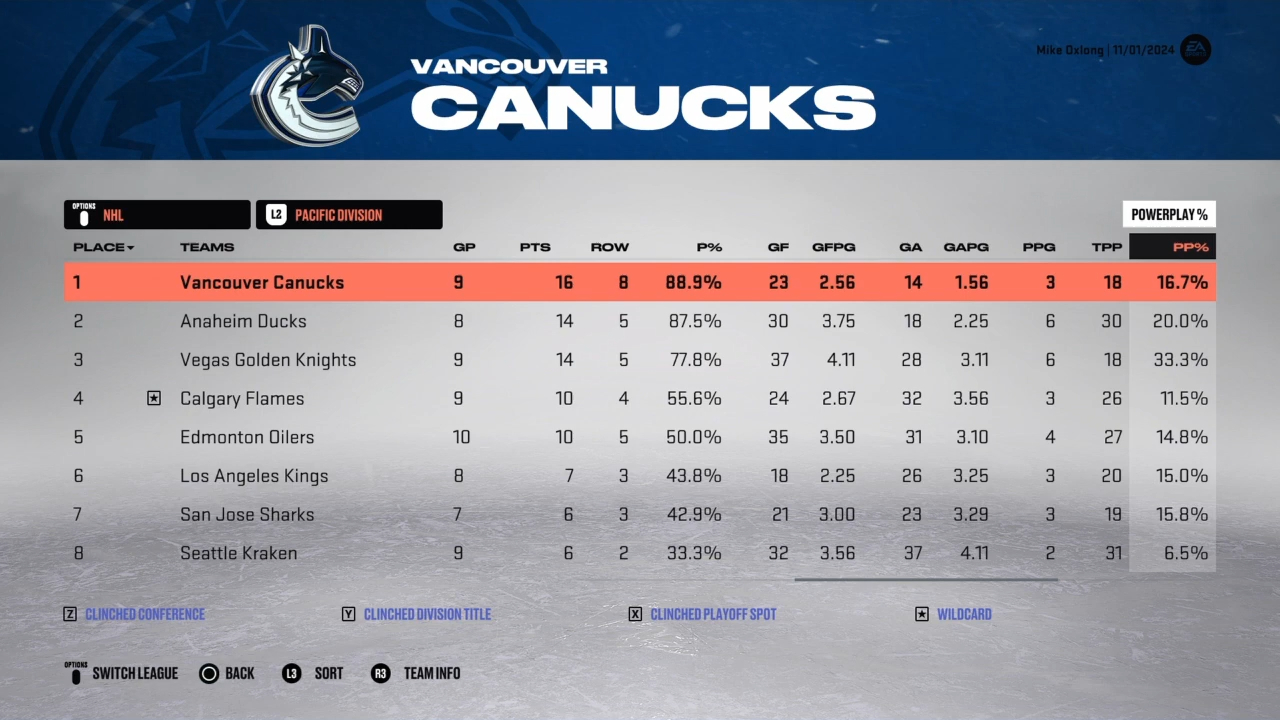 VANCOUVER
CANUCKS
Mike Oxlong | 11/01/2024 EA SPORTS
OPTIONS NHL L2 PACIFIC DIVISION POWERPLAY %
PLACE TEAMS GP PTS ROW P% GF GFPG GA GAPG PPG TPP PP%
1 Vancouver Canucks 9 16 8 88.9% 23 2.56 14 1.56 3 18 16.7%
2 Anaheim Ducks 8 14 5 87.5% 30 3.75 18 2.25 6 30 20.0%
3 Vegas Golden Knights 9 14 5 77.8% 37 4.11 28 3.11 6 18 33.3%
4 Calgary Flames 9 10 4 55.6% 24 2.67 32 3.56 3 26 11.5%
5 Edmonton Oilers 10 10 5 50.0% 35 3.50 31 3.10 4 27 14.8%
6 Los Angeles Kings 8 7 3 43.8% 18 2.25 26 3.25 3 20 15.0%
7 San Jose Sharks 7 6 3 42.9% 21 3.00 23 3.29 3 19 15.8%
8 Seattle Kraken 9 6 2 33.3% 32 3.56 37 4.11 2 31 6.5%
Z CLINCHED CONFERENCE Y CLINCHED DIVISION TITLE X CLINCHED PLAYOFF SPOT WILDCARD
OPTIONS SWITCH LEAGUE BACK L3 SORT R3 TEAM INFO